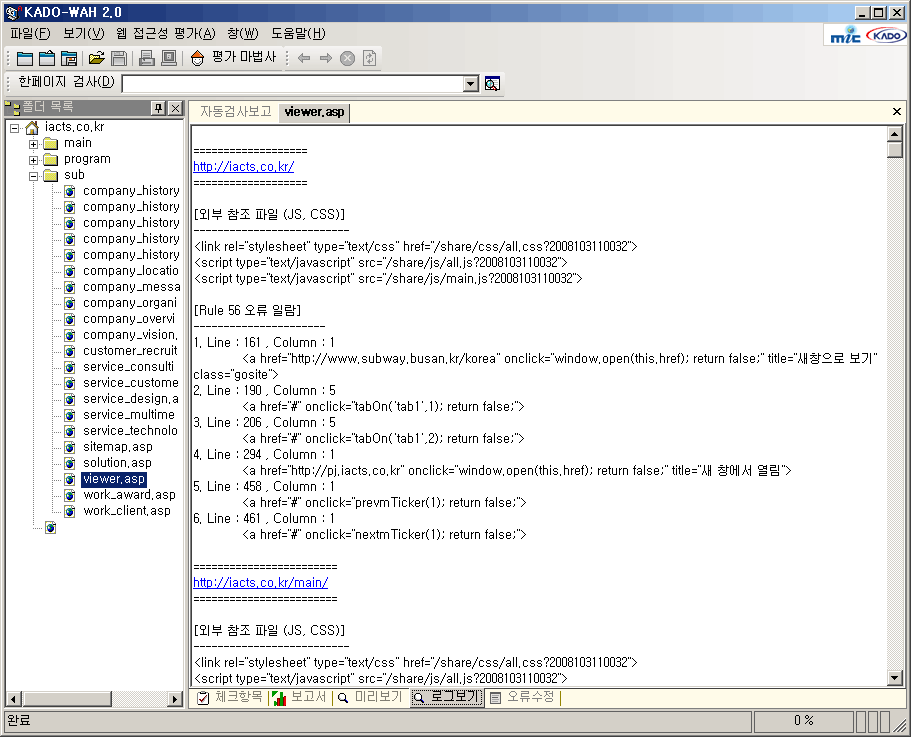 KADO-WAH 2.0
파일(F) 보기(V) 웹 접근성 평가(A) 창(W) 도움말(H)
mic KADO
평가 마법사
한페이지 검사(D)
폴더 목록
자동검사보고 viewer.asp
iacts.co.kr
main
program
sub
company_history
company_history
company_history
company_history
company_history
company_locatio
company_messa
company_organi
company_overvi
company_vision.
customer_recruit
service_consulti
service_custome
service_design.a
service_multime
service_technolo
sitemap.asp
solution.asp
viewer.asp
work_award.asp
work_client.asp
===================
http://iacts.co.kr/
===================
[외부 참조 파일 (JS, CSS)]
--------------------------
<link rel="stylesheet" type="text/css" href="/share/css/all.css?2008103110032">
<script type="text/javascript" src="/share/js/all.js?2008103110032">
<script type="text/javascript" src="/share/js/main.js?2008103110032">
[Rule 56 오류 일람]
----------------------
1. Line : 161 , Column : 1
<a href="http://www.subway.busan.kr/korea" onclick="window.open(this.href); return false;" title="새창으로 보기"
class="gosite">
2. Line : 190 , Column : 5
<a href="#" onclick="tabOn('tab1',1); return false;">
3. Line : 206 , Column : 5
<a href="#" onclick="tabOn('tab1',2); return false;">
4. Line : 294 , Column : 1
<a href="http://pj.iacts.co.kr" onclick="window.open(this.href); return false;" title="새 창에서 열림">
5. Line : 458 , Column : 1
<a href="#" onclick="prevmTicker(1); return false;">
6. Line : 461 , Column : 1
<a href="#" onclick="nextmTicker(1); return false;">
========================
http://iacts.co.kr/main/
========================
[외부 참조 파일 (JS, CSS)]
--------------------------
<link rel="stylesheet" type="text/css" href="/share/css/all.css?2008103110032">
<script type="text/javascript" src="/share/js/all.js?2008103110032">
체크항목 보고서 미리보기 로그보기 오류수정
완료 0 %